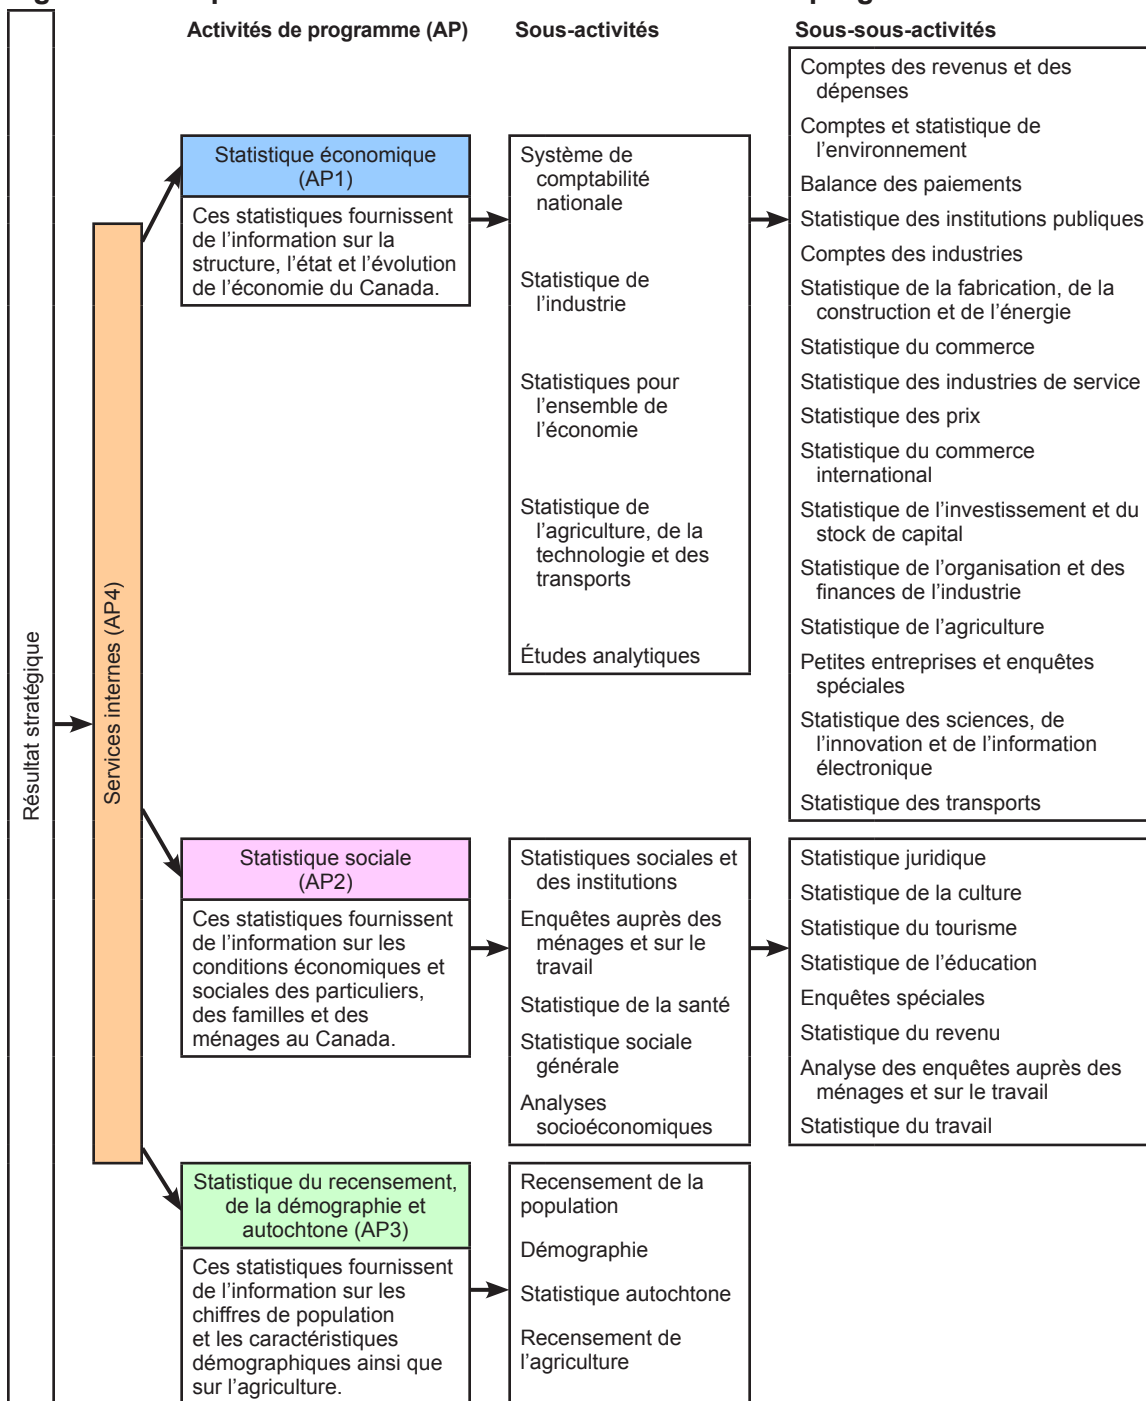 Activités de programme (AP)
Sous-activités
Sous-sous-activités
Résultat stratégique
Services internes (AP4)
Statistique économique
(AP1)
Ces statistiques fournissent
de l'information sur la
structure, l'état et l'évolution
de l'économie du Canada.
Système de
comptabilité
nationale
Statistique de
l'industrie
Statistiques pour
l'ensemble de
l'économie
Statistique de
l'agriculture, de la
technologie et des
transports
Études analytiques
Comptes des revenus et des
dépenses
Comptes et statistique de
l'environnement
Balance des paiements
Statistique des institutions publiques
Comptes des industries
Statistique de la fabrication, de la
construction et de l'énergie
Statistique du commerce
Statistique des industries de service
Statistique des prix
Statistique du commerce
international
Statistique de l'investissement et du
stock de capital
Statistique de l'organisation et des
finances de l'industrie
Statistique de l'agriculture
Petites entreprises et enquêtes
spéciales
Statistique des sciences, de
l'innovation et de l'information
électronique
Statistique des transports
Statistique sociale
(AP2)
Ces statistiques fournissent
de l'information sur les
conditions économiques et
sociales des particuliers,
des familles et des
ménages au Canada.
Statistiques sociales et
des institutions
Enquêtes auprès des
ménages et sur le
travail
Statistique de la santé
Statistique sociale
générale
Analyses
socioéconomiques
Statistique juridique
Statistique de la culture
Statistique du tourisme
Statistique de l'éducation
Enquêtes spéciales
Statistique du revenu
Analyse des enquêtes auprès des
ménages et sur le travail
Statistique du travail
Statistique du recensement,
de la démographie et
autochtone (AP3)
Ces statistiques fournissent
de l'information sur les
chiffres de population
et les caractéristiques
démographiques ainsi que
sur l'agriculture.
Recensement de la
population
Démographie
Statistique autochtone
Recensement de
l'agriculture